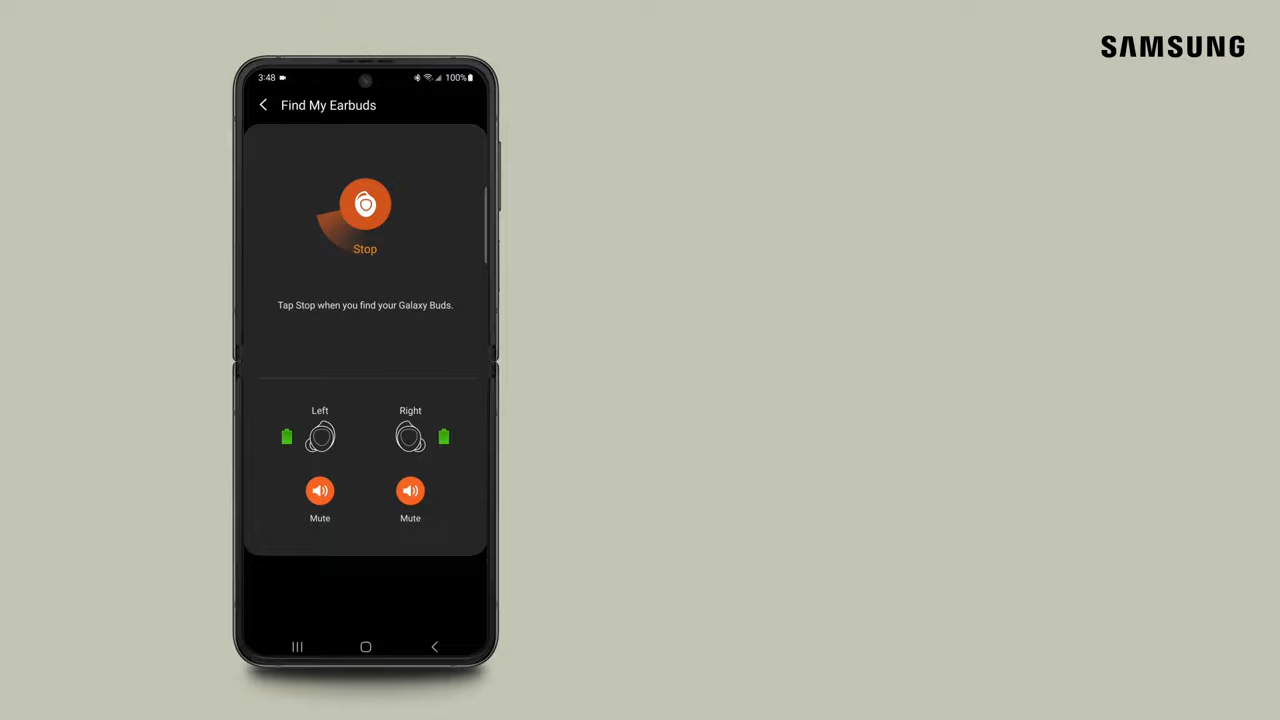 SAMSUNG
3:48
100%
Find My Earbuds
Stop
Tap Stop when you find your Galaxy Buds.
Left
Right
Mute
Mute